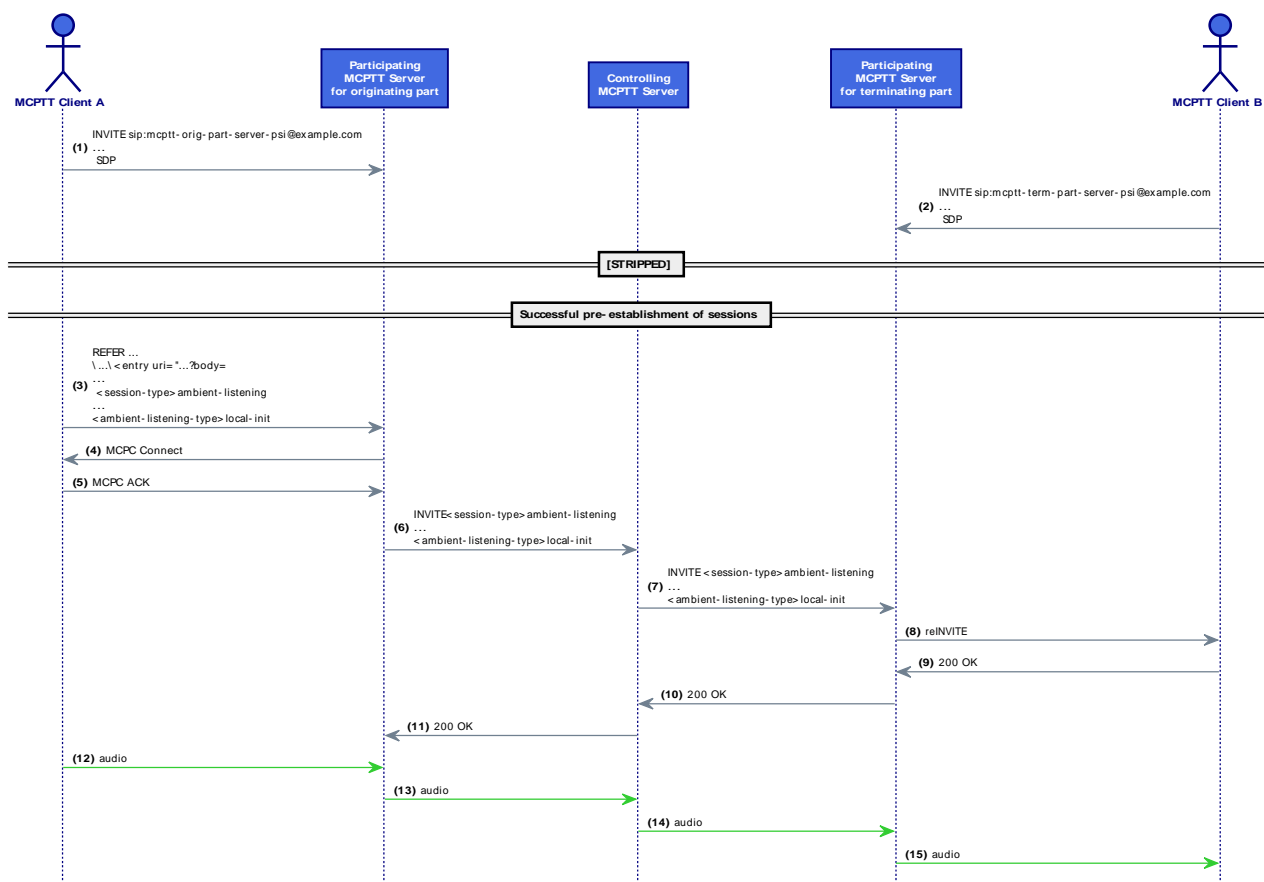 MCPTT Client A
Participating
MCPTT Server
for originating part
Controlling
MCPTT Server
Participating
MCPTT Server
for terminating part
MCPTT Client B
INVITE sip:mcptt-orig-part-server-psi@example.com
(1) ...
SDP
INVITE sip:mcptt-term-part-server-psi@example.com
(2) ...
SDP
[STRIPPED]
Successful pre-establishment of sessions
REFER ...
\ ...\ <entry uri="...?body=
...
(3) <session-type>ambient-listening
...
<ambient-listening-type>local-init
(4) MCPC Connect
(5) MCPC ACK
INVITE<session-type>ambient-listening
(6) ...
<ambient-listening-type>local-init
INVITE <session-type>ambient-listening
(7) ...
<ambient-listening-type>local-init
(8) reINVITE
(9) 200 OK
(10) 200 OK
(11) 200 OK
(12) audio
(13) audio
(14) audio
(15) audio